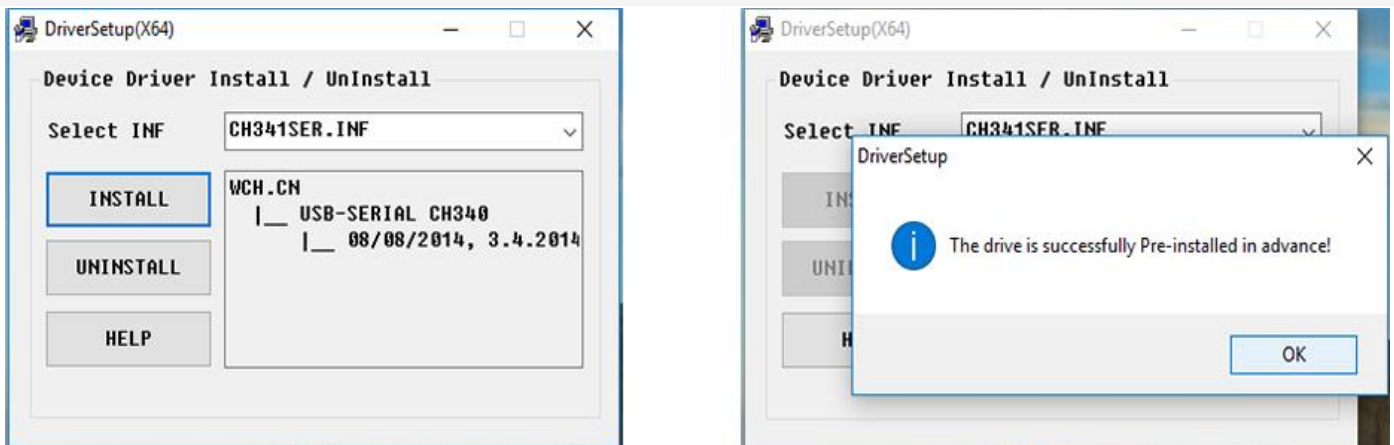 DriverSetup(X64)
Device Driver Install / UnInstall
Select INF
CH341SER.INF
INSTALL
WCH.CN
|__ USB-SERIAL CH340
|__ 08/08/2014, 3.4.2014
UNINSTALL
HELP
DriverSetup(X64)
Device Driver Install / UnInstall
Select INF
CH341SER.INF
DriverSetup
INS
The drive is successfully Pre-installed in advance!
UNI
H
OK